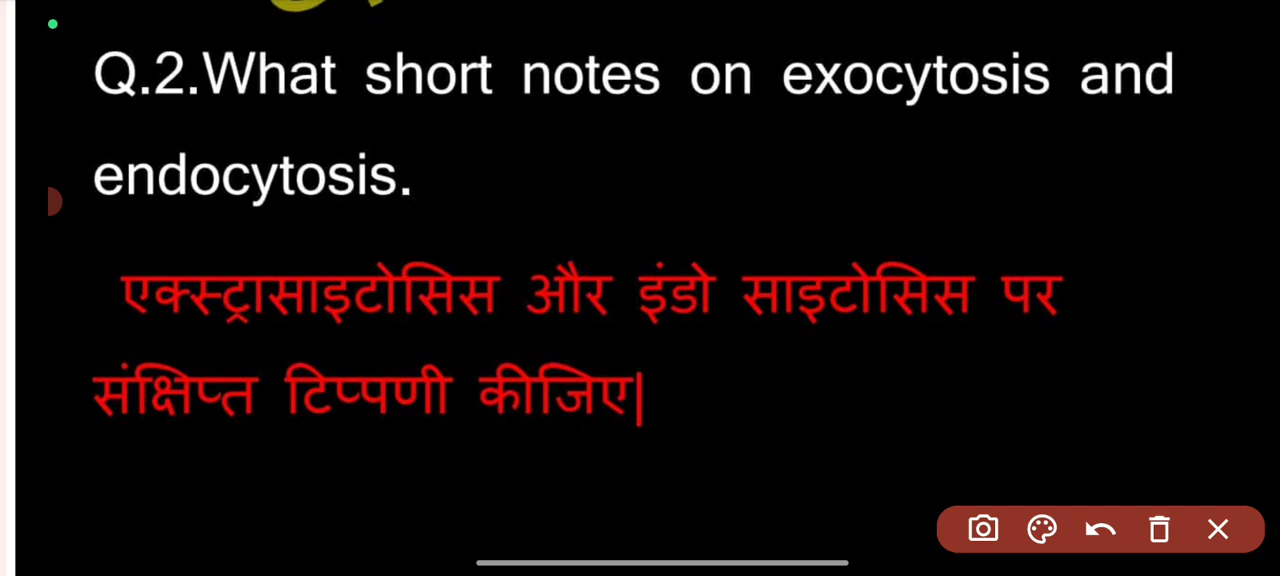 Q.2.What short notes on exocytosis and
endocytosis.
एक्स्ट्रासाइटोसिस और इंडो साइटोसिस पर
संक्षिप्त टिप्पणी कीजिए|